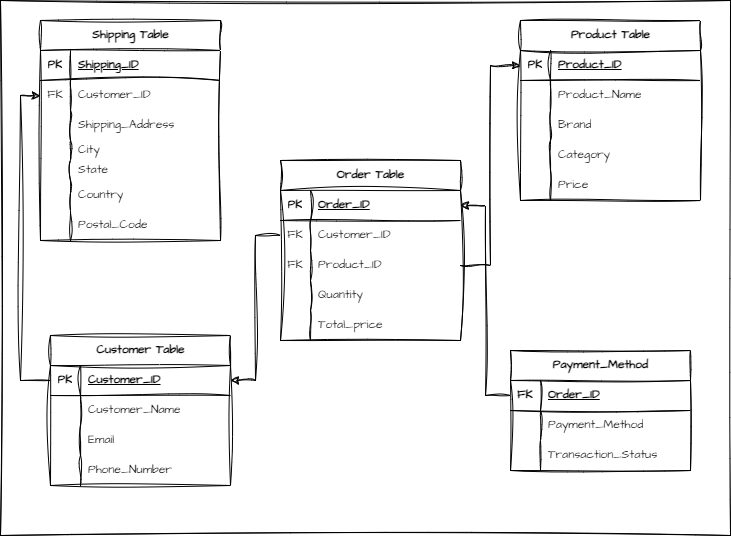 Shipping Table
PK Shipping_ID
FK Customer_ID
Shipping_Address
City
State
Country
Postal_Code
Product Table
PK Product_ID
Product_Name
Brand
Category
Price
Order Table
PK Order_ID
FK Customer_ID
FK Product_ID
Quantity
Total_price
Customer Table
PK Customer_ID
Customer_Name
Email
Phone_Number
Payment_Method
FK Order_ID
Payment_Method
Transaction_Status